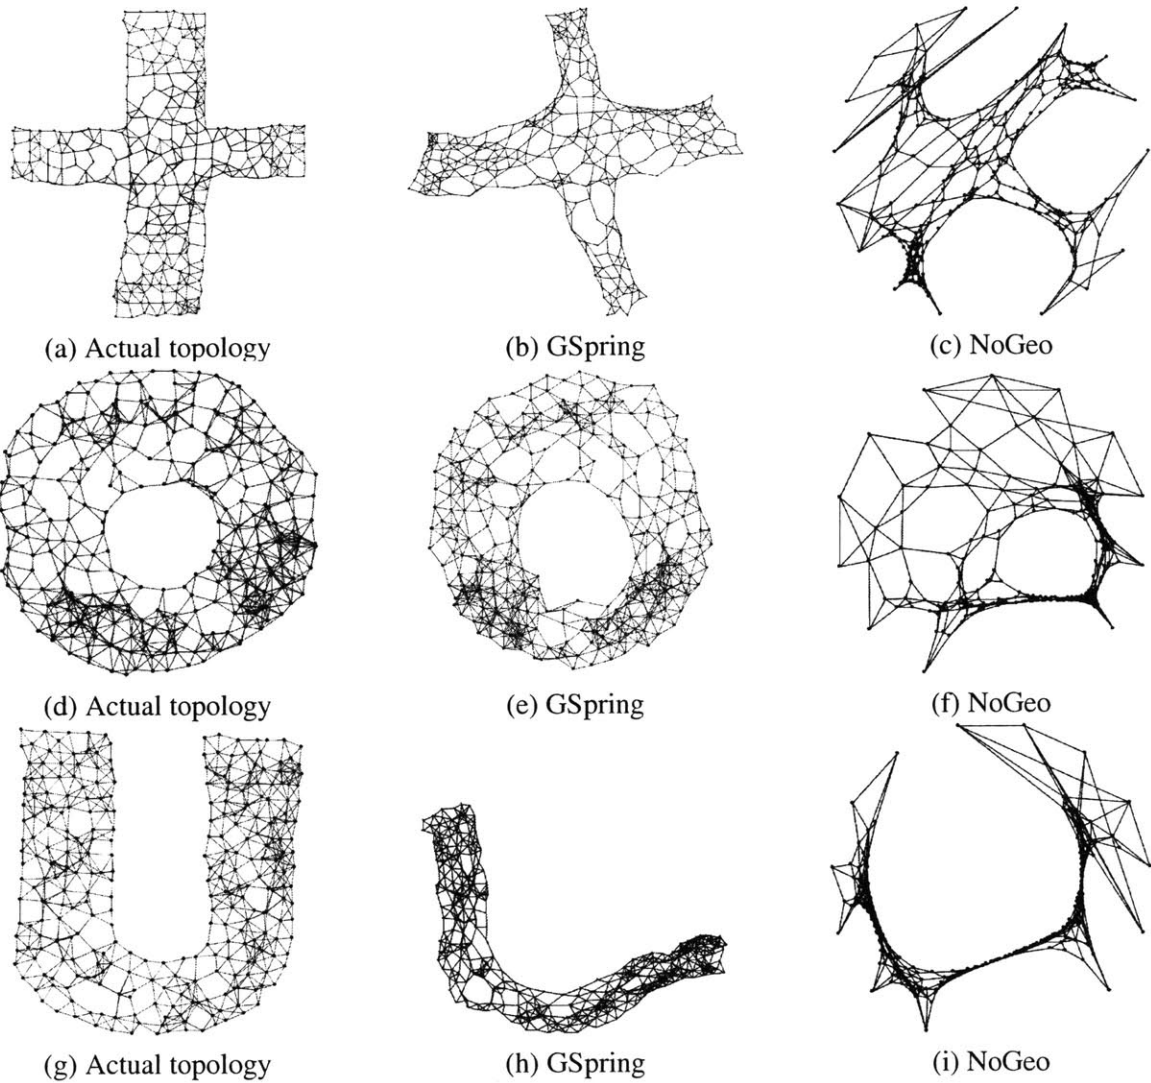 (a) Actual topology
(b) GSpring
(c) NoGeo
(d) Actual topology
(e) GSpring
(f) NoGeo
(g) Actual topology
(h) GSpring
(i) NoGeo